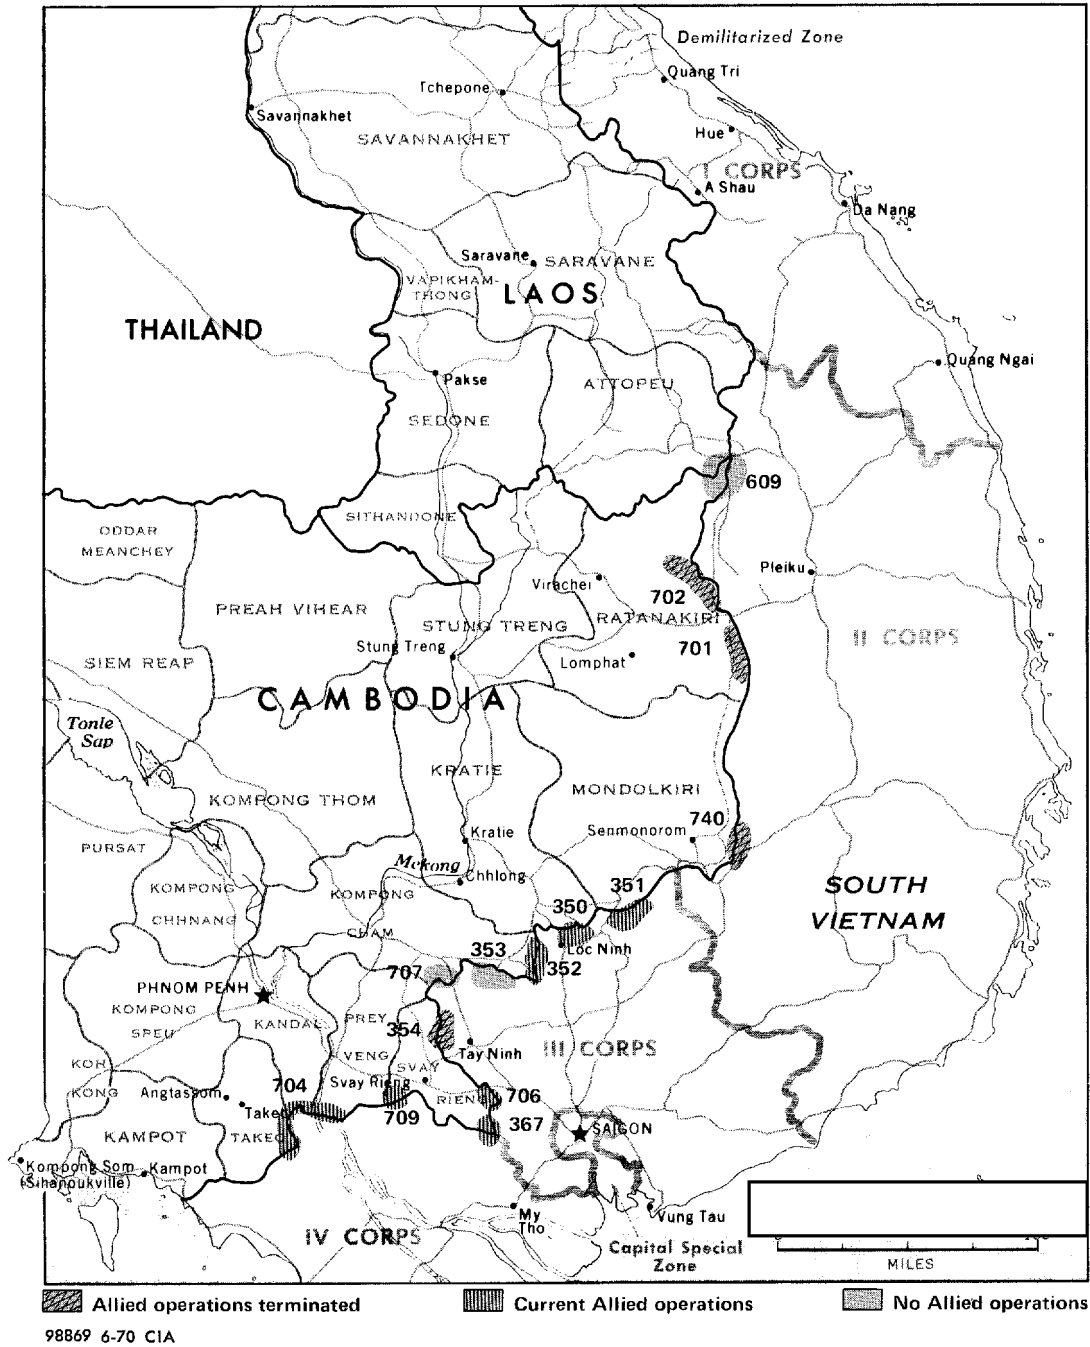 Demilitarized Zone
Quang Tri
Tchepone
Savannakhet
SAVANNAKHET
Hue
I CORPS
A Shau
Da Nang
Saravane
SARAVANE
VAPIKHAM-
THONG
LAOS
THAILAND
Quang Ngai
Pakse
ATTOPEU
SEDONE
609
SITHANDONE
ODDAR
MEANCHEY
Pleiku
Virachei
702
PREAH VIHEAR
RATANAKIRI
STUNG TRENG
II CORPS
Stung Treng
701
SIEM REAP
Lomphat
CAMBODIA
Tonle
Sap
KRATIE
MONDOLKIRI
KOMPONG THOM
740
Senmonorom
Kratie
PURSAT
Mekong
Chhlong
351
SOUTH
VIETNAM
KOMPONG
CHHNANG
KOMPONG
CHAM
350
Loc Ninh
353
352
707
PHNOM PENH
KOMPONG
SPEU
KANDAL
PREY
VENG
354
Tay Ninh
III CORPS
SVAY
RIENG
KOH
KONG
Svay Rieng
704
Angtassom
Takeo
706
709
367
SAIGON
KAMPOT
TAKEO
Kompong Som
(Sihanoukville)
Kampot
My
Tho
Vung Tau
IV CORPS
Capital Special
Zone
MILES
Allied operations terminated
Current Allied operations
No Allied operations
98869 6-70 CIA